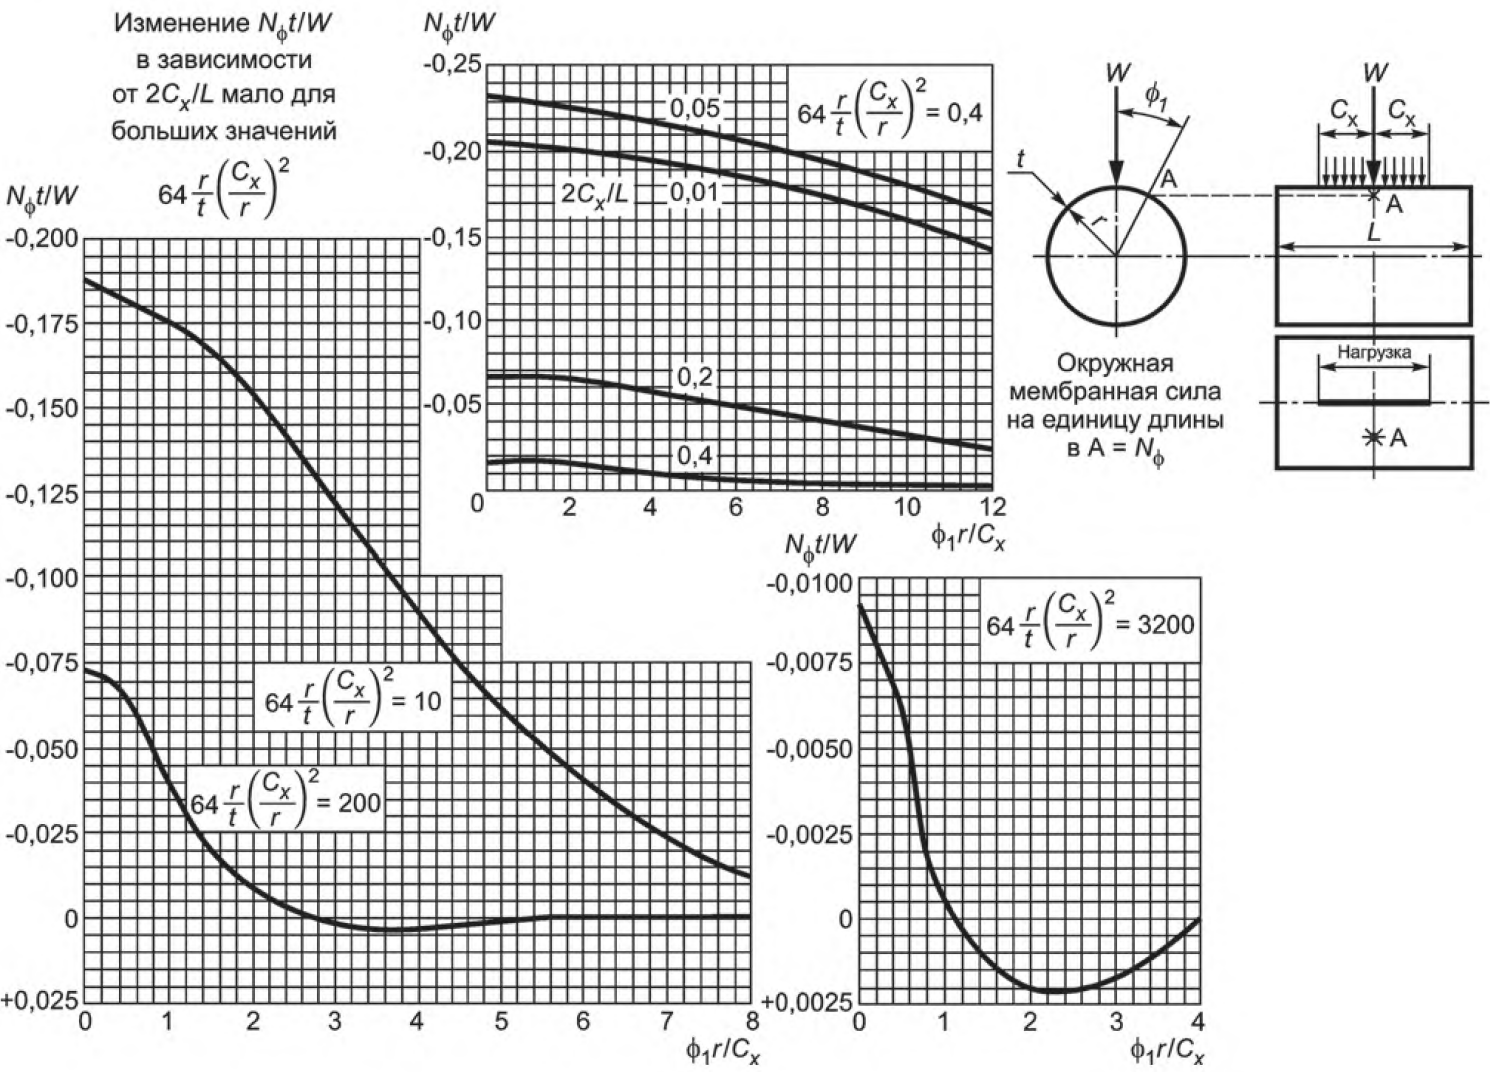 Изменение Nϕt/W
в зависимости
от 2Cx/L мало для
больших значений
64 r/t (Cx/r)²
Nϕt/W
-0,25
-0,20
-0,15
-0,10
-0,05
0 2 4 6 8 10 12
ϕ1r/Cx
64 r/t (Cx/r)² = 0,4
0,05
2Cx/L 0,01
0,2
0,4
W
ϕ1
t
r
A
W
Cx Cx
A
L
Нагрузка
A
Окружная
мембранная сила
на единицу длины
в A = Nϕ
Nϕt/W
-0,200
-0,175
-0,150
-0,125
-0,100
-0,075
-0,050
-0,025
0
+0,025
0 1 2 3 4 5 6 7 8
ϕ1r/Cx
64 r/t (Cx/r)² = 10
64 r/t (Cx/r)² = 200
Nϕt/W
-0,0100
-0,0075
-0,0050
-0,0025
0
+0,0025
0 1 2 3 4
ϕ1r/Cx
64 r/t (Cx/r)² = 3200